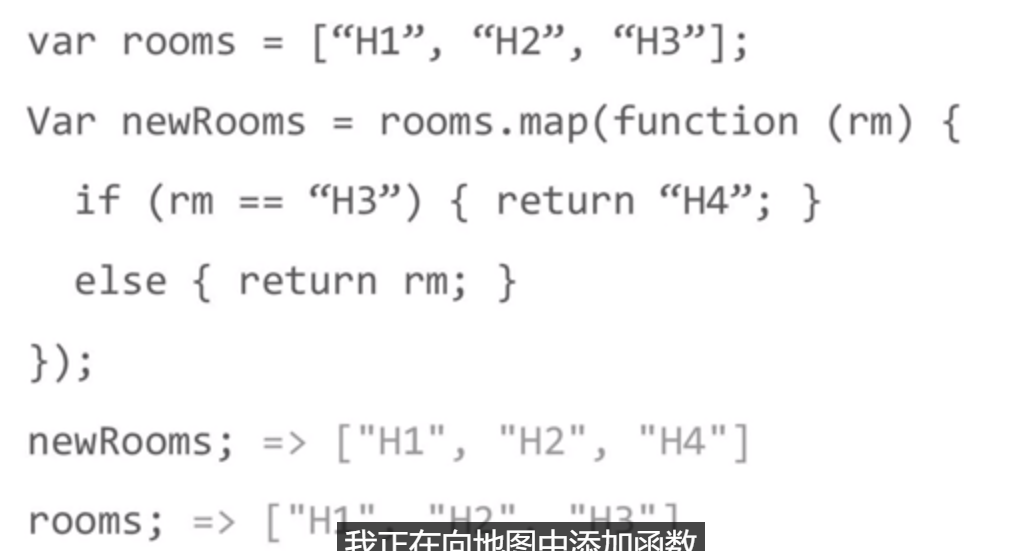 var rooms = [“H1”, “H2”, “H3”];
Var newRooms = rooms.map(function (rm) {
if (rm == “H3”) { return “H4”; }
else { return rm; }
});
newRooms; => ["H1", "H2", "H4"]
rooms; => ["H1", "H2", "H3"]
我正在向地图中添加函数